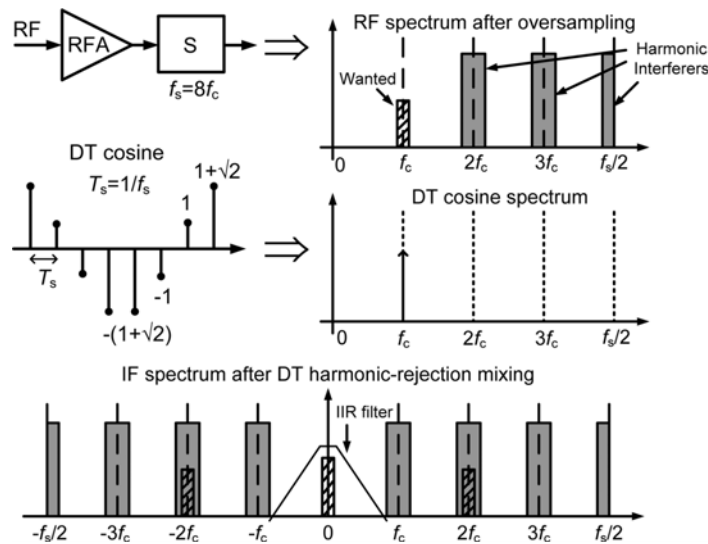 RF
RFA
S
fs=8fc
RF spectrum after oversampling
Wanted
Harmonic
Interferers
0 fc 2fc 3fc fs/2
DT cosine
Ts=1/fs
1+√2
1
Ts
-1
-(1+√2)
DT cosine spectrum
0 fc 2fc 3fc fs/2
IF spectrum after DT harmonic-rejection mixing
IIR filter
-fs/2 -3fc -2fc -fc 0 fc 2fc 3fc fs/2